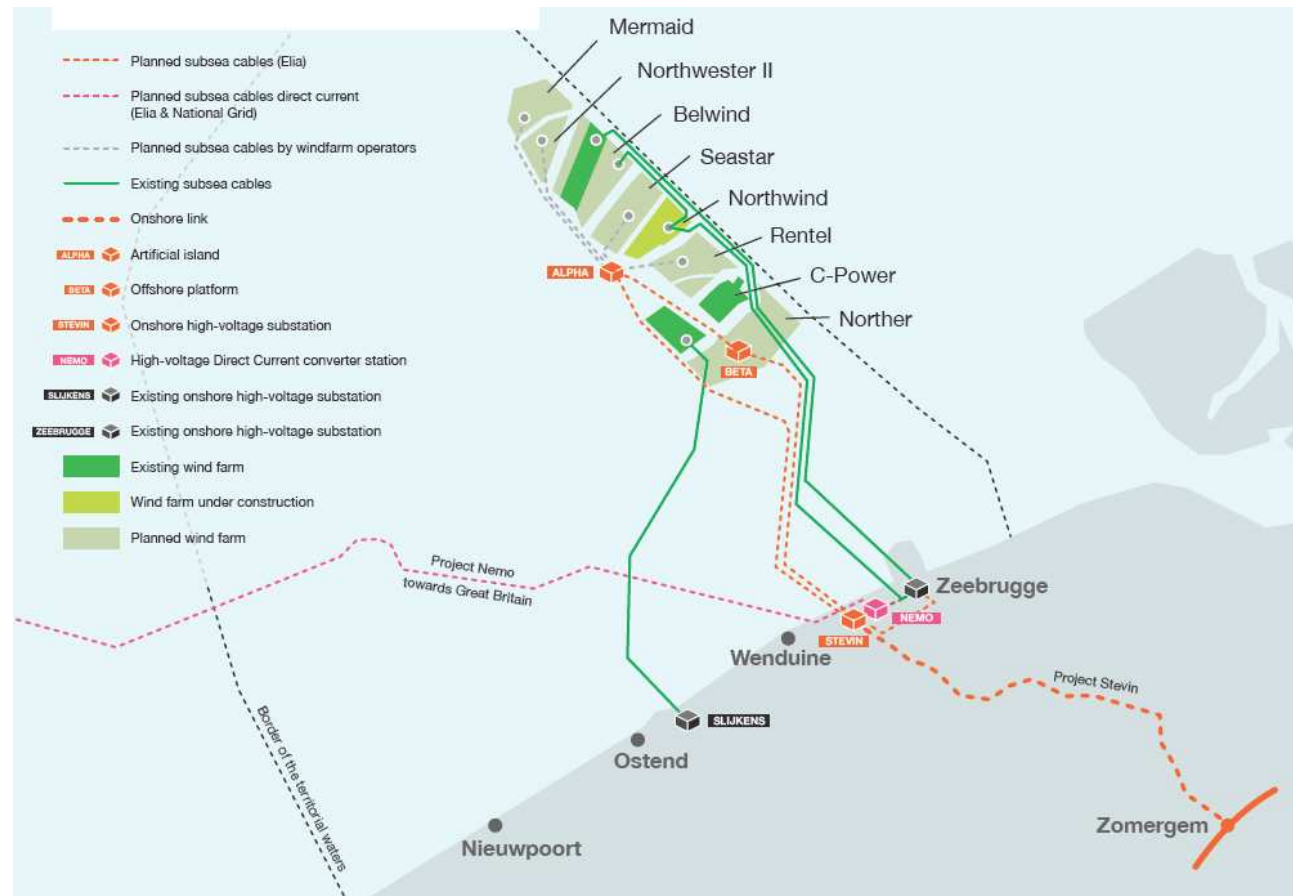 Planned subsea cables (Elia)
Planned subsea cables direct current
(Elia & National Grid)
Planned subsea cables by windfarm operators
Existing subsea cables
Onshore link
ALPHA
Artificial island
BETA
Offshore platform
STEVIN
Onshore high-voltage substation
NEMO
High-voltage Direct Current converter station
SLIJKENS
Existing onshore high-voltage substation
ZEEBRUGGE
Existing onshore high-voltage substation
Existing wind farm
Wind farm under construction
Planned wind farm
Mermaid
Northwester II
Belwind
Seastar
Northwind
Rentel
C-Power
Norther
ALPHA
BETA
Project Nemo
towards Great Britain
Zeebrugge
NEMO
STEVIN
Wenduine
Project Stevin
SLIJKENS
Ostend
Border of the territorial waters
Nieuwpoort
Zomergem